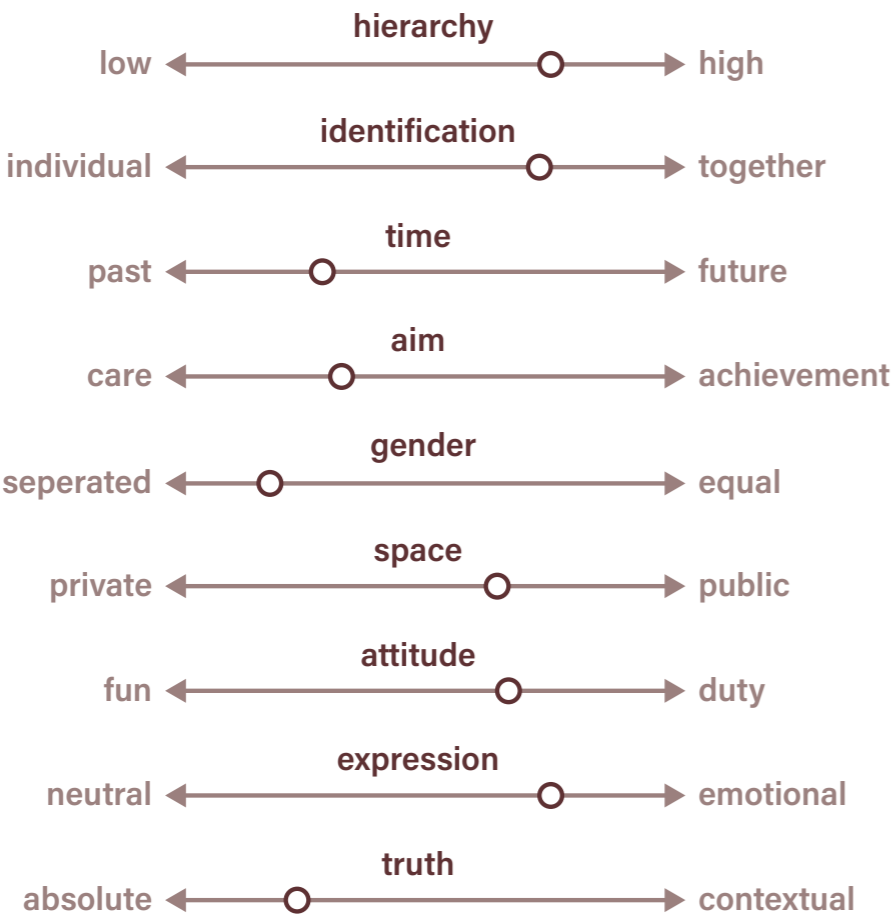 hierarchy
low high
identification
individual together
time
past future
aim
care achievement
gender
seperated equal
space
private public
attitude
fun duty
expression
neutral emotional
truth
absolute contextual